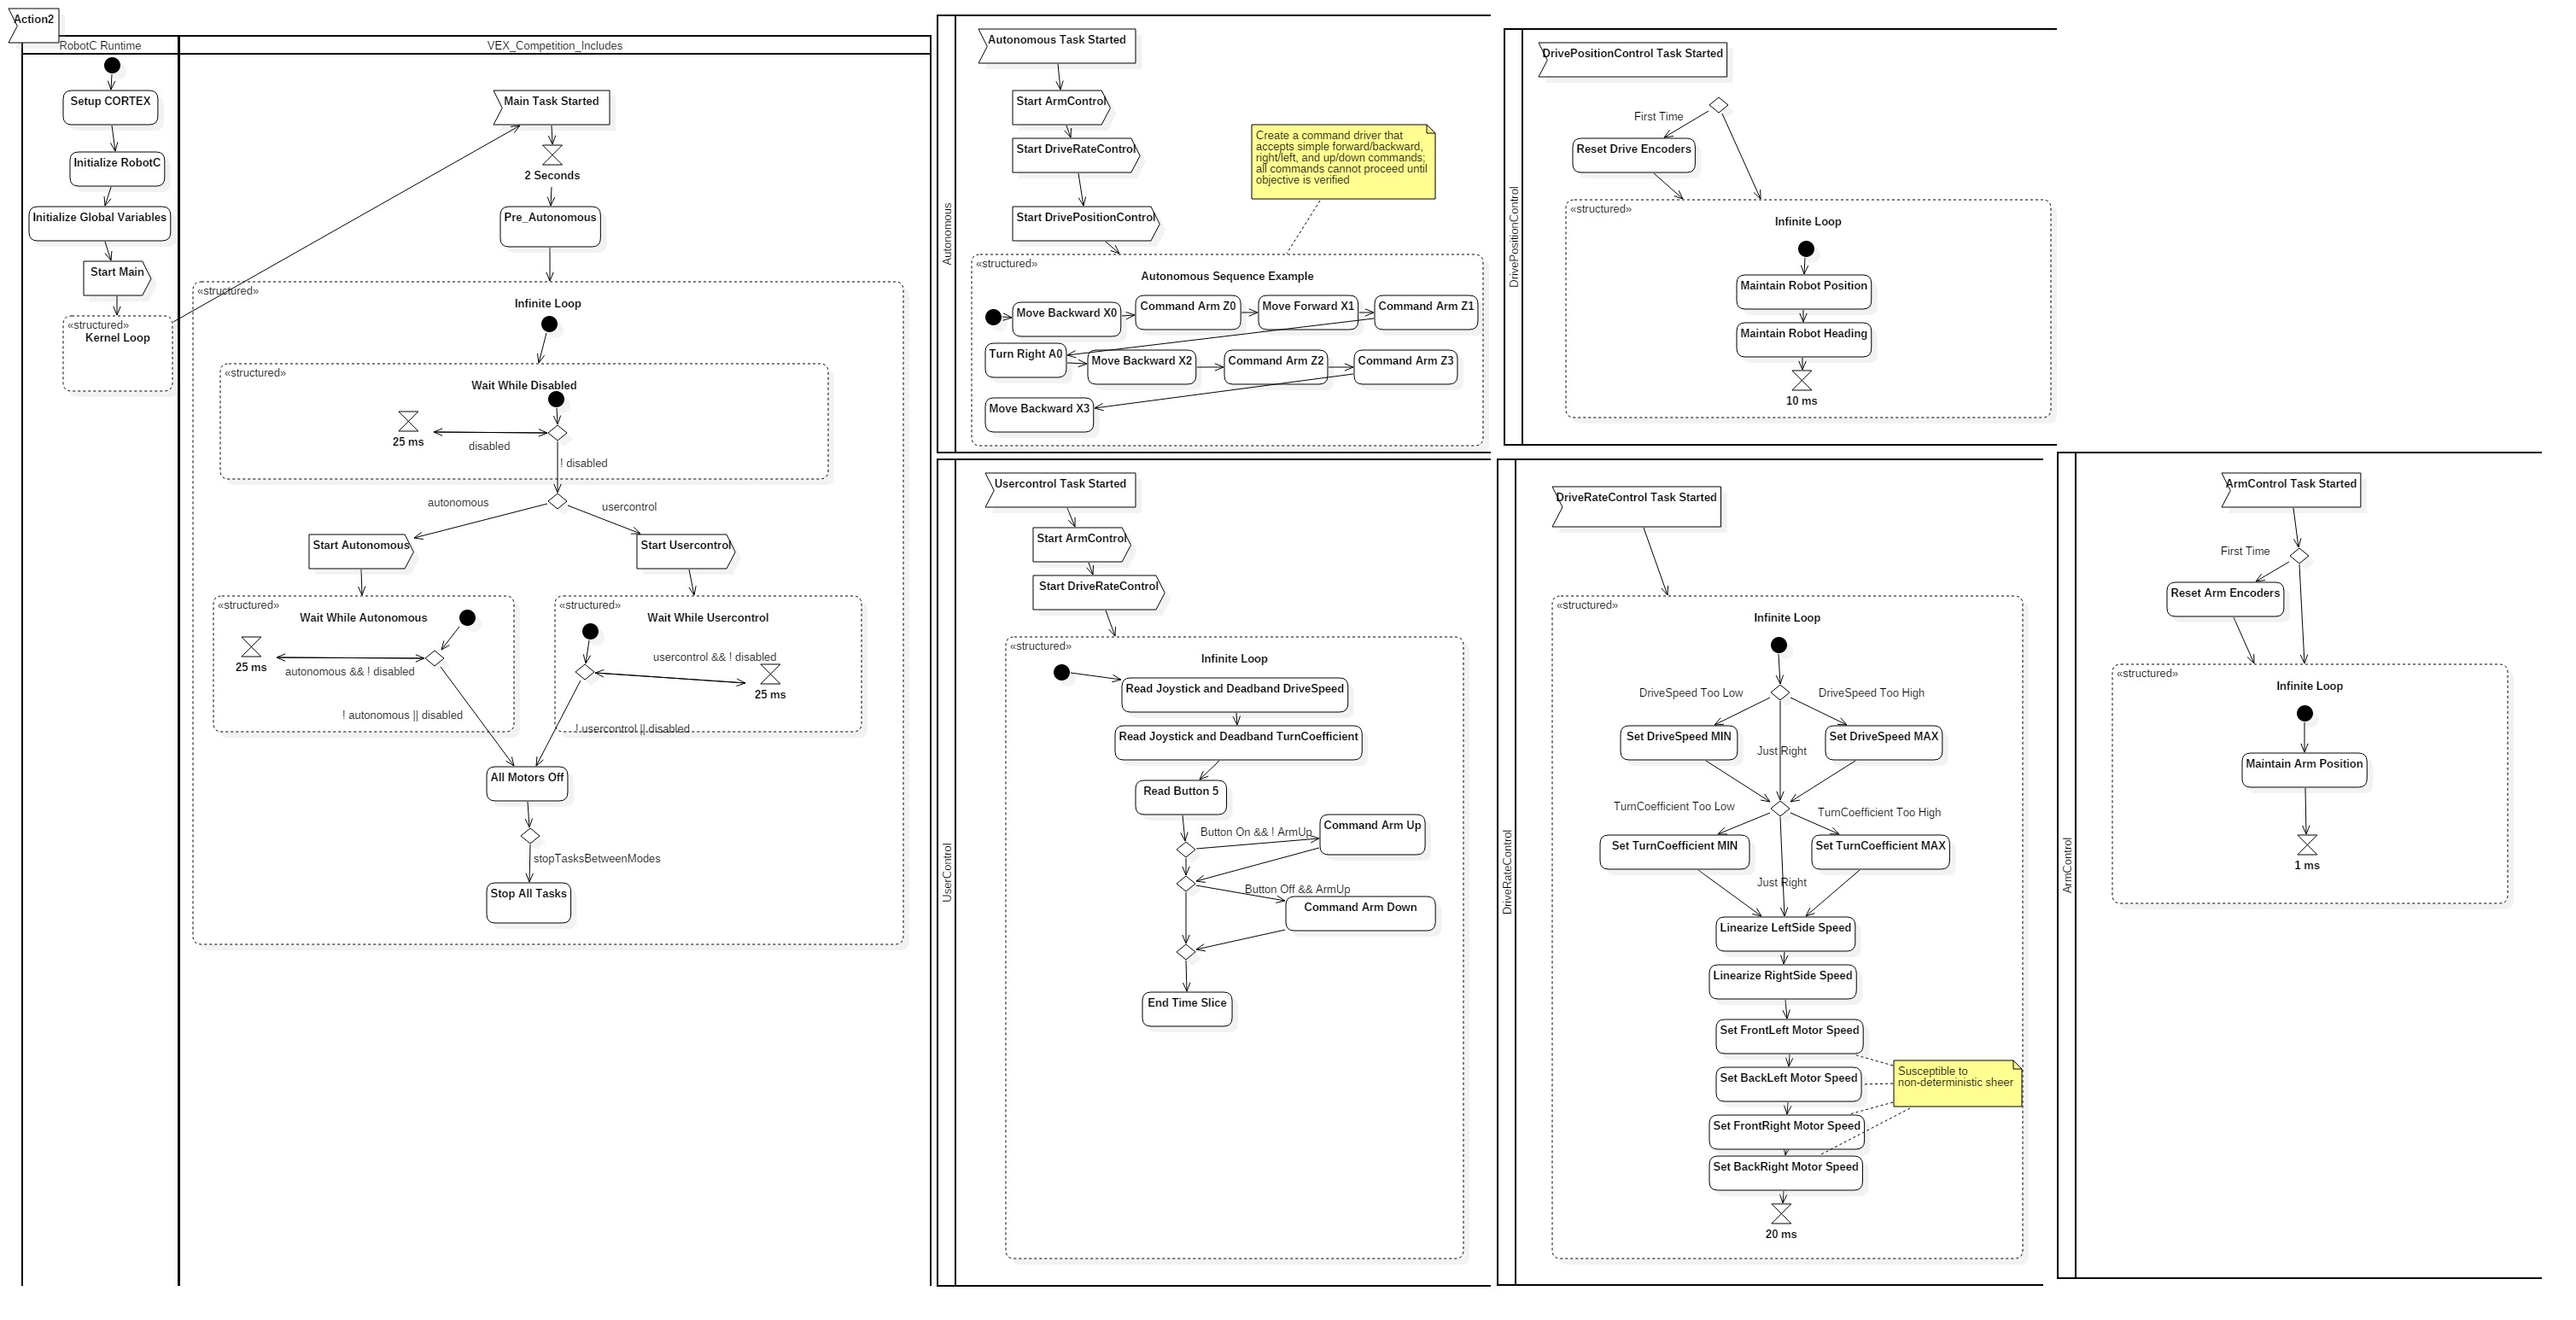 Action2
RobotC Runtime
VEX_Competition_Includes
Setup CORTEX
Initialize RobotC
Initialize Global Variables
Start Main
«structured»
Kernel Loop
Main Task Started
2 Seconds
Pre_Autonomous
«structured»
Infinite Loop
«structured»
Wait While Disabled
25 ms
disabled
! disabled
autonomous
usercontrol
Start Autonomous
Start Usercontrol
«structured»
Wait While Autonomous
25 ms
autonomous && ! disabled
! autonomous || disabled
«structured»
Wait While Usercontrol
usercontrol && ! disabled
25 ms
! usercontrol || disabled
All Motors Off
stopTasksBetweenModes
Stop All Tasks
Autonomous
Autonomous Task Started
Start ArmControl
Start DriveRateControl
Start DrivePositionControl
Create a command driver that
accepts simple forward/backward,
right/left, and up/down commands;
all commands cannot proceed until
objective is verified
«structured»
Autonomous Sequence Example
Move Backward X0
Command Arm Z0
Move Forward X1
Command Arm Z1
Turn Right A0
Move Backward X2
Command Arm Z2
Command Arm Z3
Move Backward X3
DrivePositionControl
DrivePositionControl Task Started
First Time
Reset Drive Encoders
«structured»
Infinite Loop
Maintain Robot Position
Maintain Robot Heading
10 ms
UserControl
Usercontrol Task Started
Start ArmControl
Start DriveRateControl
«structured»
Infinite Loop
Read Joystick and Deadband DriveSpeed
Read Joystick and Deadband TurnCoefficient
Read Button 5
Button On && ! ArmUp
Command Arm Up
Button Off && ArmUp
Command Arm Down
End Time Slice
DriveRateControl
DriveRateControl Task Started
«structured»
Infinite Loop
DriveSpeed Too Low
DriveSpeed Too High
Set DriveSpeed MIN
Just Right
Set DriveSpeed MAX
TurnCoefficient Too Low
TurnCoefficient Too High
Set TurnCoefficient MIN
Set TurnCoefficient MAX
Just Right
Linearize LeftSide Speed
Linearize RightSide Speed
Set FrontLeft Motor Speed
Set BackLeft Motor Speed
Set FrontRight Motor Speed
Set BackRight Motor Speed
Susceptible to
non-deterministic sheer
20 ms
ArmControl
ArmControl Task Started
First Time
Reset Arm Encoders
«structured»
Infinite Loop
Maintain Arm Position
1 ms